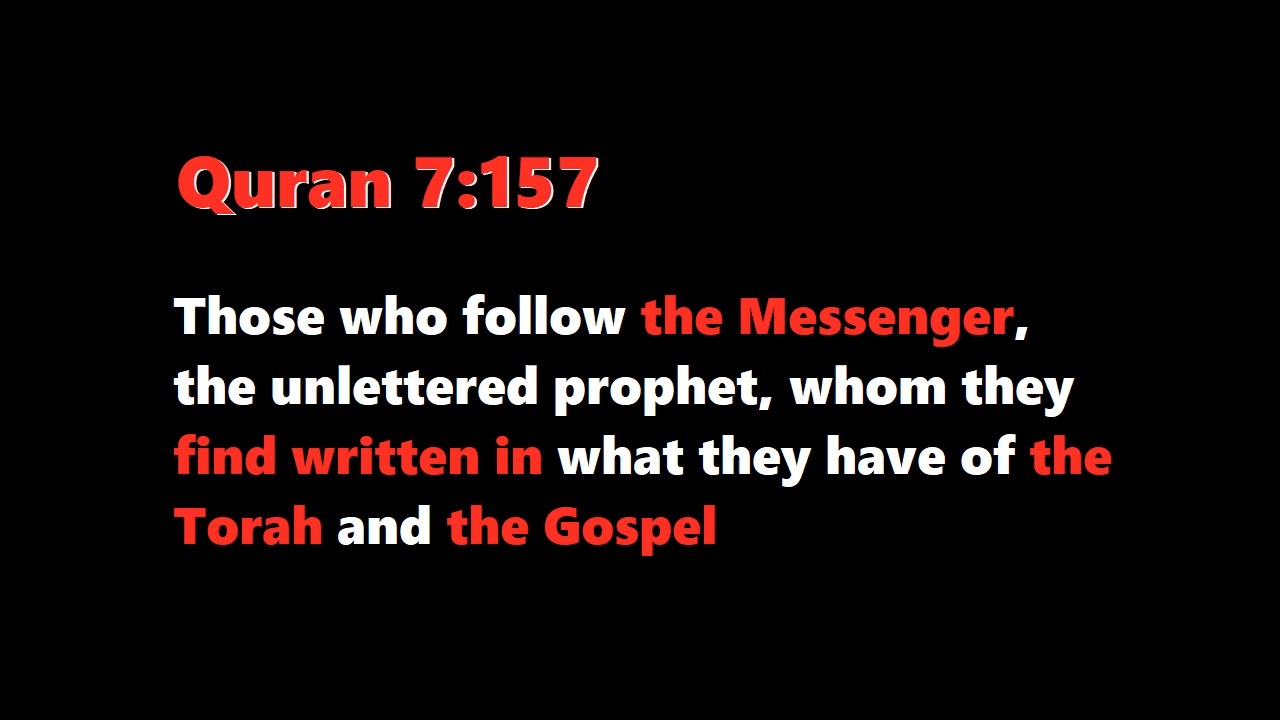 Quran 7:157
Those who follow the Messenger,
the unlettered prophet, whom they
find written in what they have of the
Torah and the Gospel